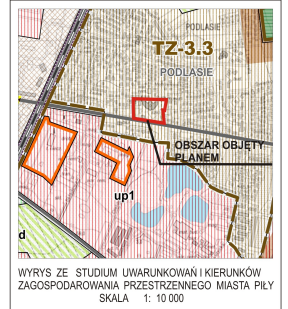 PODLASIE
TZ-3.3
PODLASIE
OBSZAR OBJĘTY
PLANEM
up1
d
WYRYS ZE STUDIUM UWARUNKOWAŃ I KIERUNKÓW
ZAGOSPODAROWANIA PRZESTRZENNEGO MIASTA PIŁY
SKALA 1: 10 000